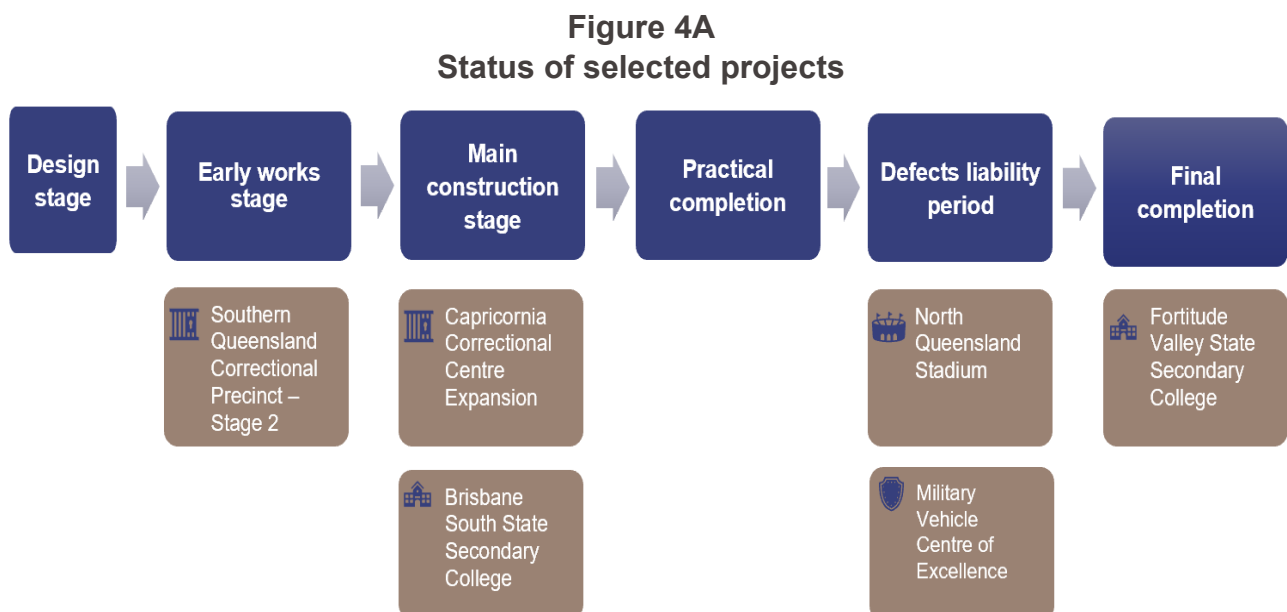 Figure 4A
Status of selected projects
Design
stage
Early works
stage
Main
construction
stage
Practical
completion
Defects liability
period
Final
completion
Southern
Queensland
Correctional
Precinct –
Stage 2
Capricornia
Correctional
Centre
Expansion
North
Queensland
Stadium
Fortitude
Valley State
Secondary
College
Brisbane
South State
Secondary
College
Military
Vehicle
Centre of
Excellence